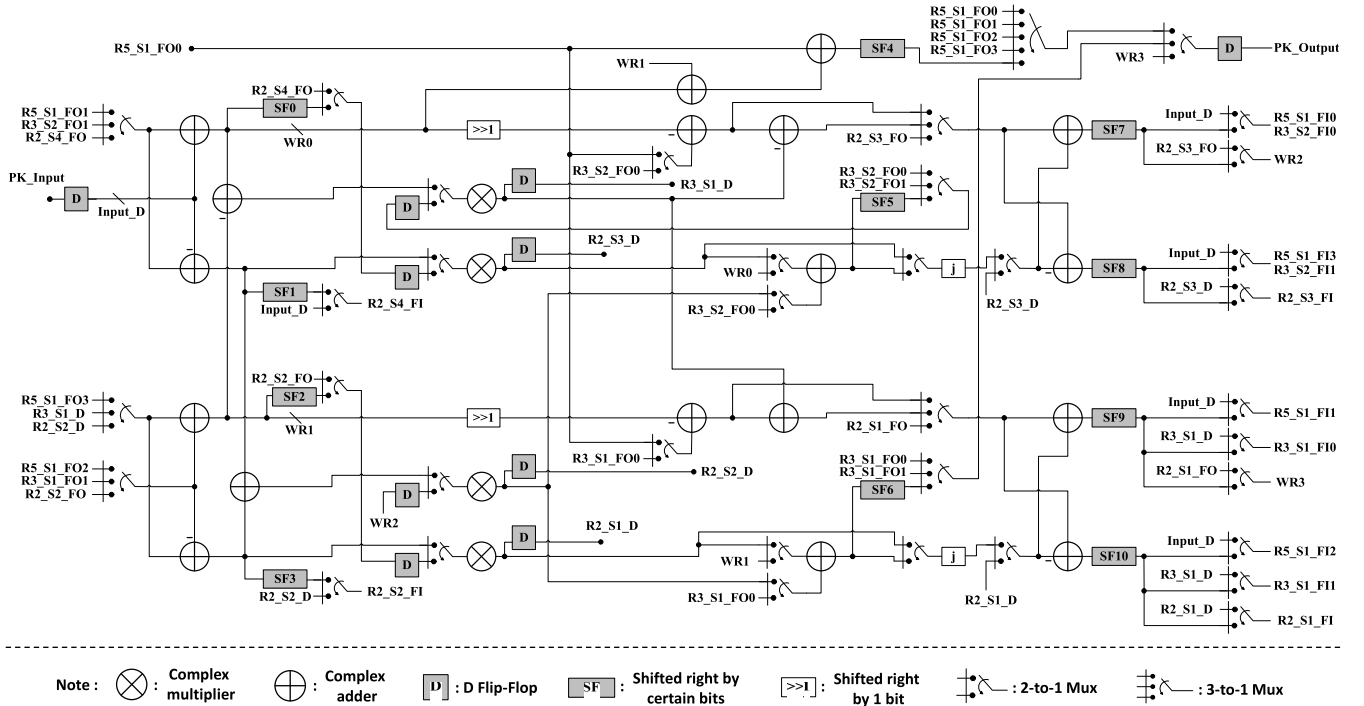 R5_S1_FO0
R5_S1_FO0
R5_S1_FO1
R5_S1_FO2
R5_S1_FO3
SF4
WR1
WR3
D
PK_Output
R5_S1_FO1
R3_S2_FO1
R2_S4_FO
R2_S4_FO
SF0
WR0
>>1
–
R3_S2_FO0
–
R2_S3_FO
SF7
Input_D
R5_S1_FI0
R3_S2_FI0
R2_S3_FO
WR2
PK_Input
D
Input_D
–
D
D
R3_S1_D
R3_S2_FO0
R3_S2_FO1
SF5
–
D
D
R2_S3_D
WR0
R3_S2_FO0
j
R2_S3_D
–
SF8
Input_D
R5_S1_FI3
R3_S2_FI1
R2_S3_D
R2_S3_FI
SF1
Input_D
R2_S4_FI
R5_S1_FO3
R3_S1_D
R2_S2_D
R2_S2_FO
SF2
WR1
>>1
–
R3_S1_FO0
R2_S1_FO
SF9
Input_D
R5_S1_FI1
R3_S1_D
R3_S1_FI0
R2_S1_FO
WR3
R5_S1_FO2
R3_S1_FO1
R2_S2_FO
D
WR2
D
R2_S2_D
R3_S1_FO0
R3_S1_FO1
SF6
–
D
D
R2_S1_D
WR1
R3_S1_FO0
j
R2_S1_D
–
SF10
Input_D
R5_S1_FI2
R3_S1_D
R3_S1_FI1
R2_S1_D
R2_S1_FI
SF3
R2_S2_D
R2_S2_FI
Note :
: Complex multiplier
: Complex adder
D : D Flip-Flop
SF : Shifted right by certain bits
>>1 : Shifted right by 1 bit
: 2-to-1 Mux
: 3-to-1 Mux